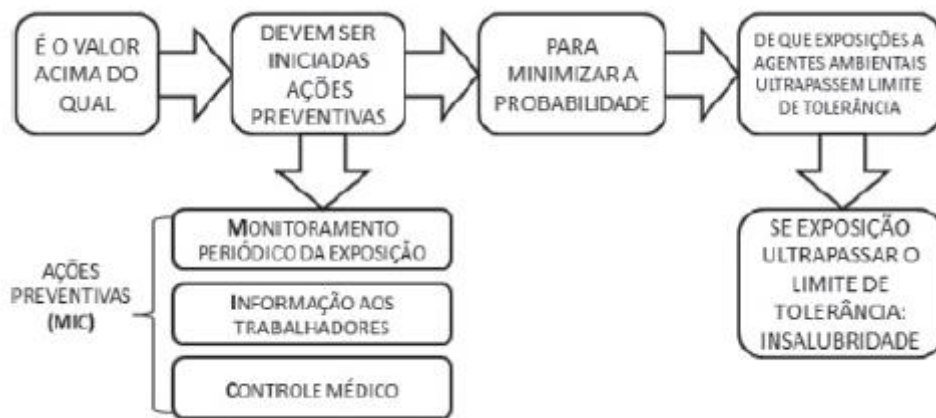 É O VALOR
ACIMA DO
QUAL
DEVEM SER
INICIADAS
AÇÕES
PREVENTIVAS
PARA
MINIMIZAR A
PROBABILIDADE
DE QUE EXPOSIÇÕES A
AGENTES AMBIENTAIS
ULTRAPASSEM LIMITE
DE TOLERÂNCIA
AÇÕES
PREVENTIVAS
(MIC)
MONITORAMENTO
PERIÓDICO DA EXPOSIÇÃO
INFORMAÇÃO AOS
TRABALHADORES
CONTROLE MÉDICO
SE EXPOSIÇÃO
ULTRAPASSAR O
LIMITE DE
TOLERÂNCIA:
INSALUBRIDADE